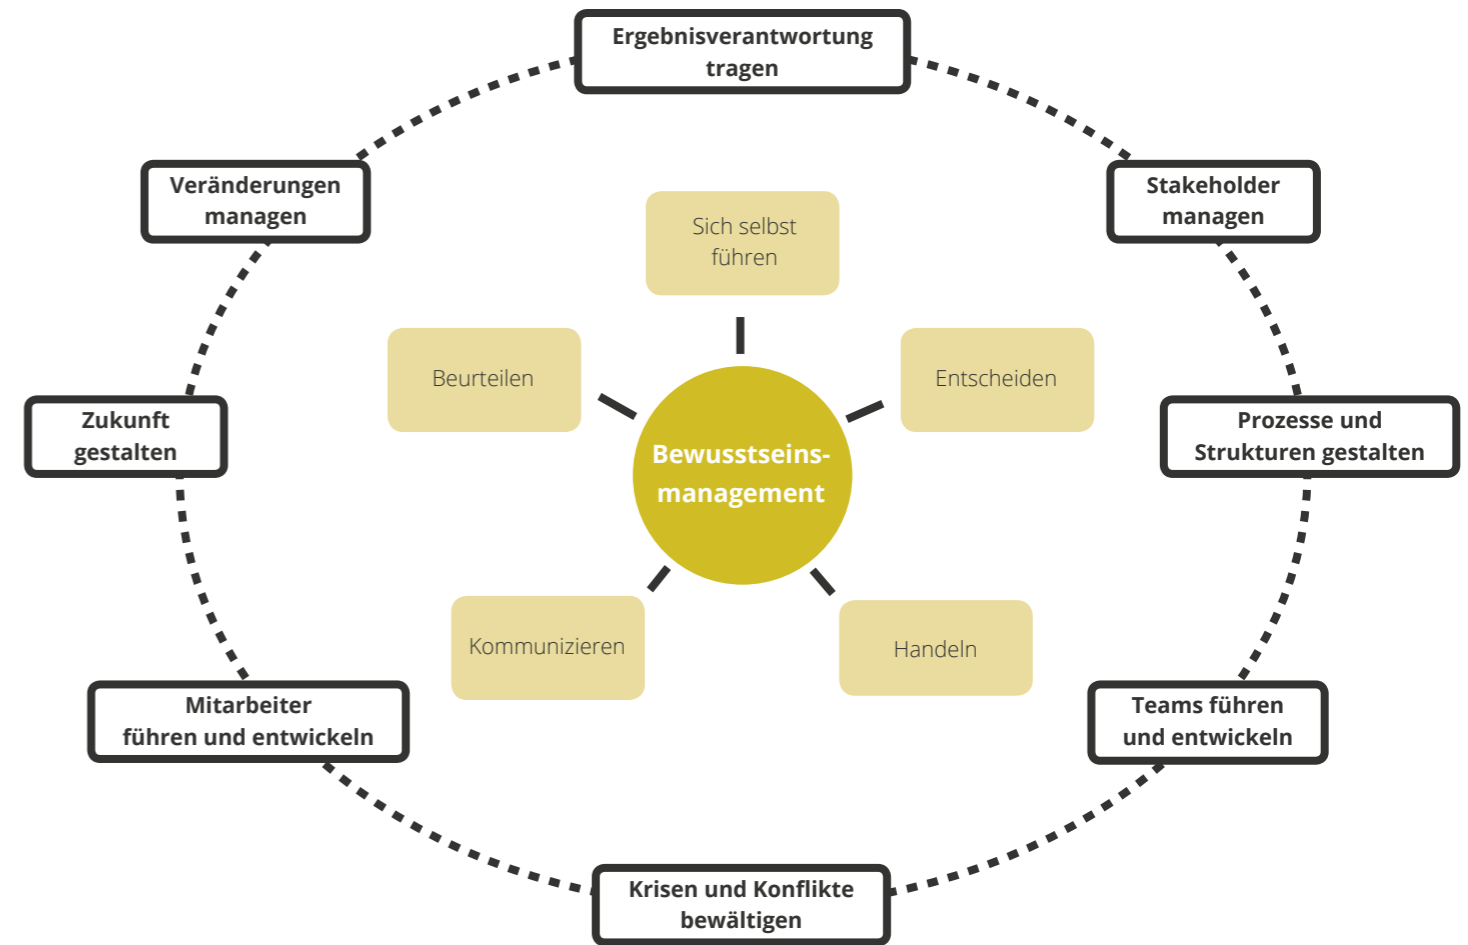 Ergebnisverantwortung
tragen
Veränderungen
managen
Stakeholder
managen
Sich selbst
führen
Beurteilen
Entscheiden
Zukunft
gestalten
Bewusstseins-
management
Prozesse und
Strukturen gestalten
Kommunizieren
Handeln
Mitarbeiter
führen und entwickeln
Teams führen
und entwickeln
Krisen und Konflikte
bewältigen